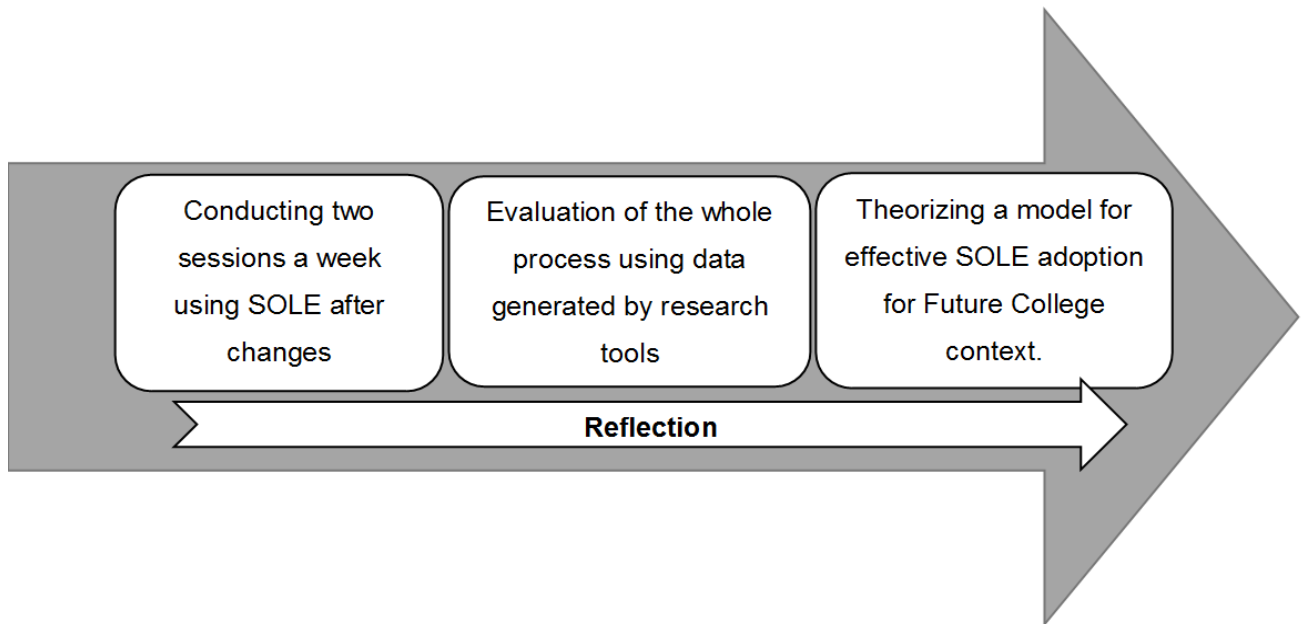 Conducting two
sessions a week
using SOLE after
changes
Evaluation of the whole
process using data
generated by research
tools
Theorizing a model for
effective SOLE adoption
for Future College
context.
Reflection